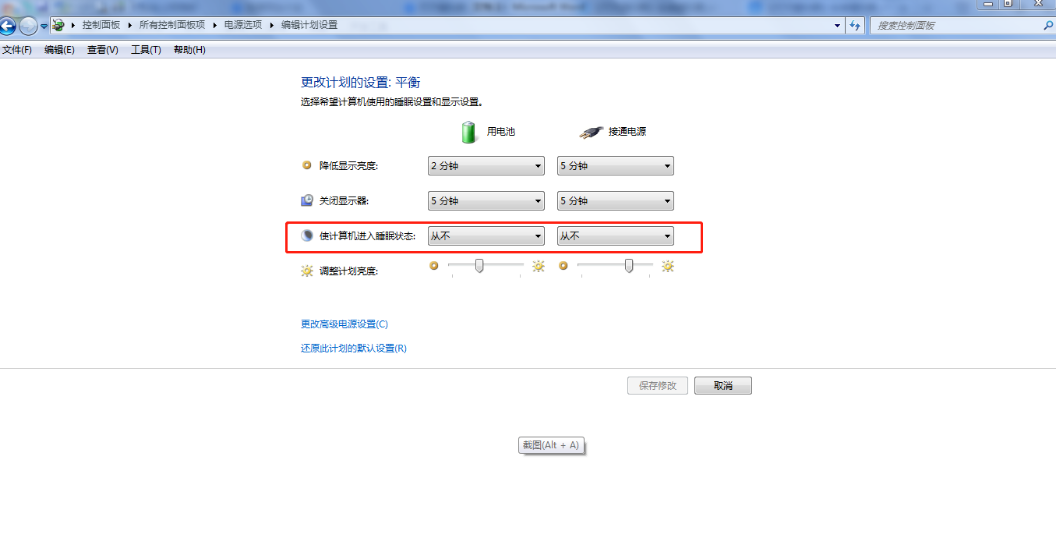 控制面板 所有控制面板项 电源选项 编辑计划设置 搜索控制面板
文件(F) 编辑(E) 查看(V) 工具(T) 帮助(H)
更改计划的设置: 平衡
选择希望计算机使用的睡眠设置和显示设置。
用电池 接通电源
降低显示亮度: 2 分钟 5 分钟
关闭显示器: 5 分钟 5 分钟
使计算机进入睡眠状态: 从不 从不
调整计划亮度:
更改高级电源设置(C)
还原此计划的默认设置(R)
保存修改 取消
截图(Alt + A)